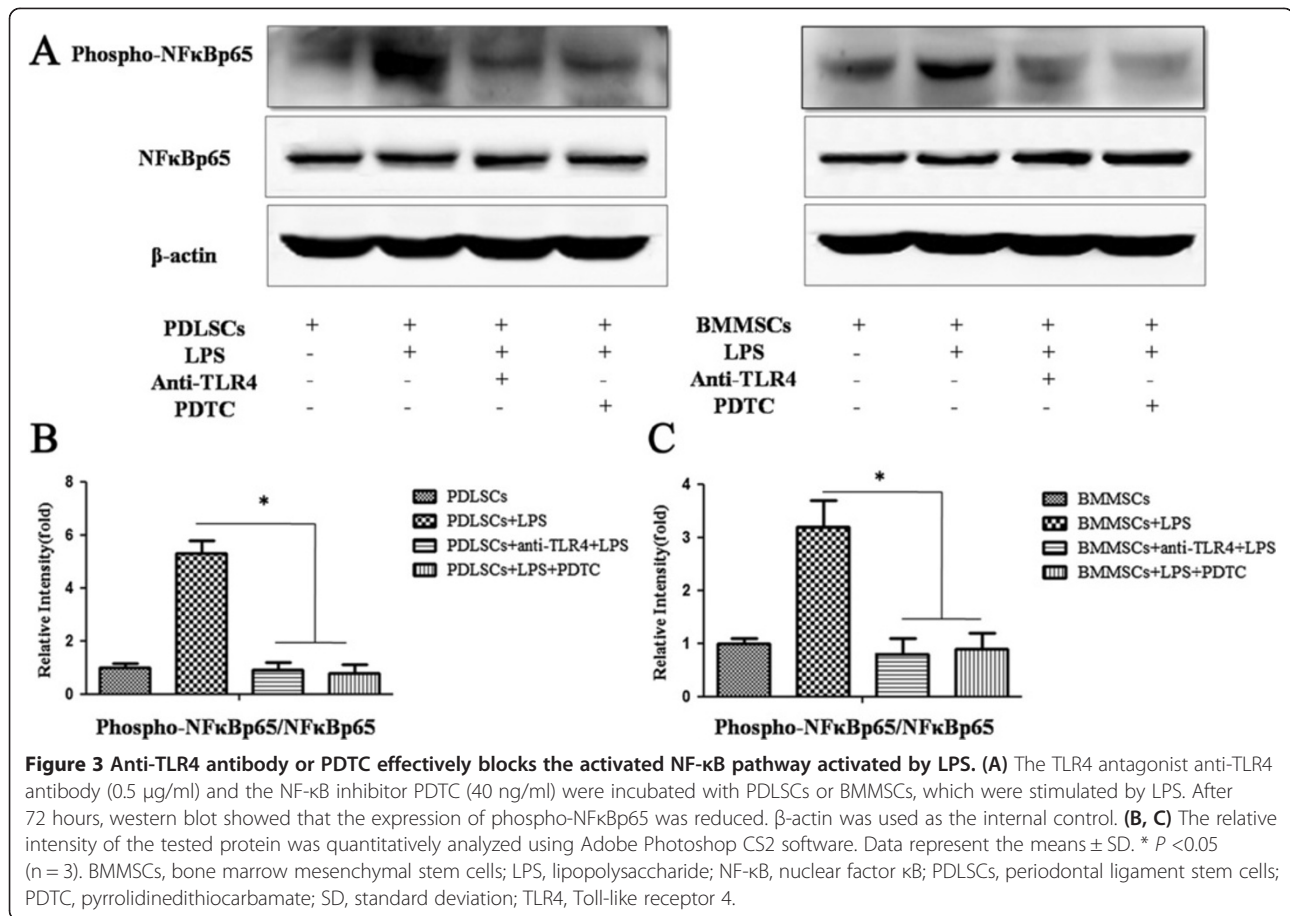 A
Phospho-NFκBp65
NFκBp65
β-actin
PDLSCs + + + +
LPS - + + +
Anti-TLR4 - - + -
PDTC - - - +
BMMSCs + + + +
LPS - + + +
Anti-TLR4 - - + -
PDTC - - - +
B
Relative Intensity(fold)
8
6
4
2
0
*
Phospho-NFκBp65/NFκBp65
PDLSCs
PDLSCs+LPS
PDLSCs+anti-TLR4+LPS
PDLSCs+LPS+PDTC
C
Relative Intensity(fold)
4
3
2
1
0
*
Phospho-NFκBp65/NFκBp65
BMMSCs
BMMSCs+LPS
BMMSCs+anti-TLR4+LPS
BMMSCs+LPS+PDTC
Figure 3 Anti-TLR4 antibody or PDTC effectively blocks the activated NF-κB pathway activated by LPS. (A) The TLR4 antagonist anti-TLR4
antibody (0.5 μg/ml) and the NF-κB inhibitor PDTC (40 ng/ml) were incubated with PDLSCs or BMMSCs, which were stimulated by LPS. After
72 hours, western blot showed that the expression of phospho-NFκBp65 was reduced. β-actin was used as the internal control. (B, C) The relative
intensity of the tested protein was quantitatively analyzed using Adobe Photoshop CS2 software. Data represent the means ± SD. * P <0.05
(n = 3). BMMSCs, bone marrow mesenchymal stem cells; LPS, lipopolysaccharide; NF-κB, nuclear factor κB; PDLSCs, periodontal ligament stem cells;
PDTC, pyrrolidinedithiocarbamate; SD, standard deviation; TLR4, Toll-like receptor 4.